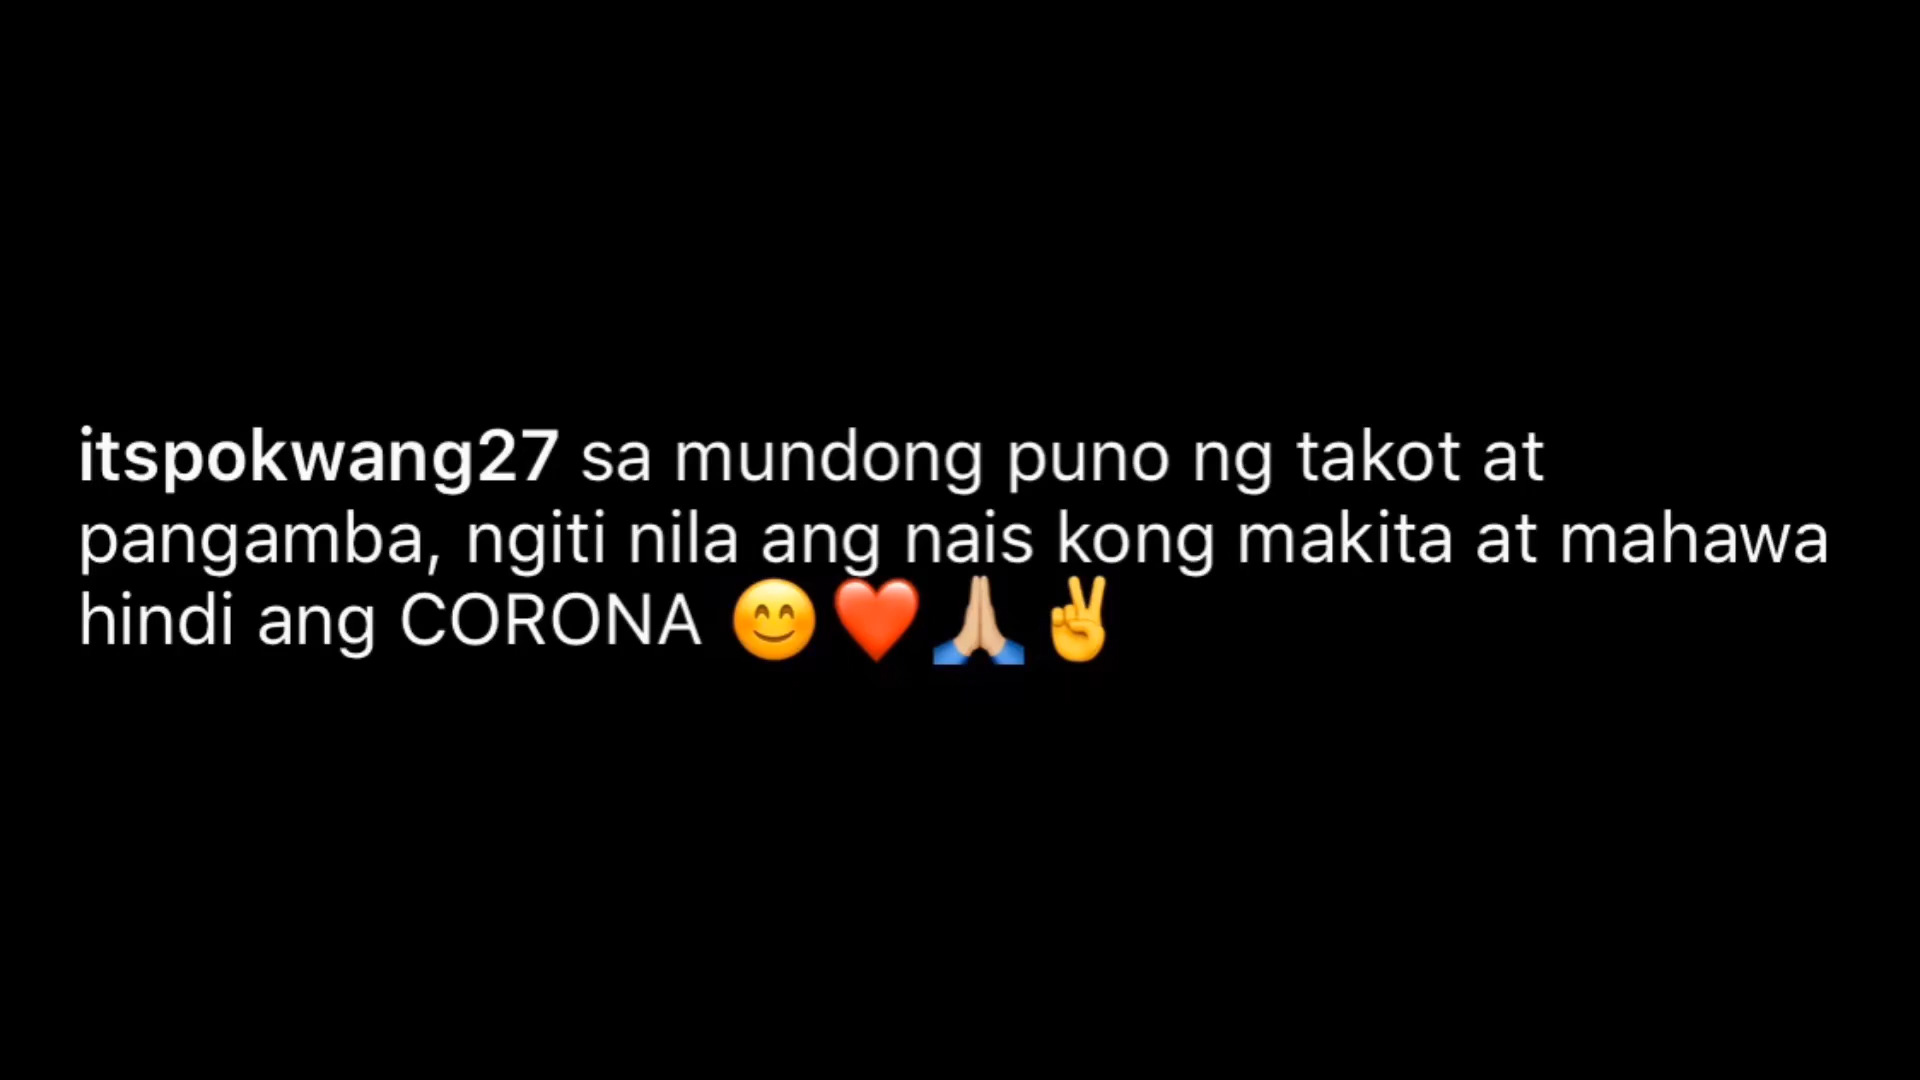 itspokwang27 sa mundong puno ng takot at
pangamba, ngiti nila ang nais kong makita at mahawa
hindi ang CORONA 😊❤️🙏🏼✌️